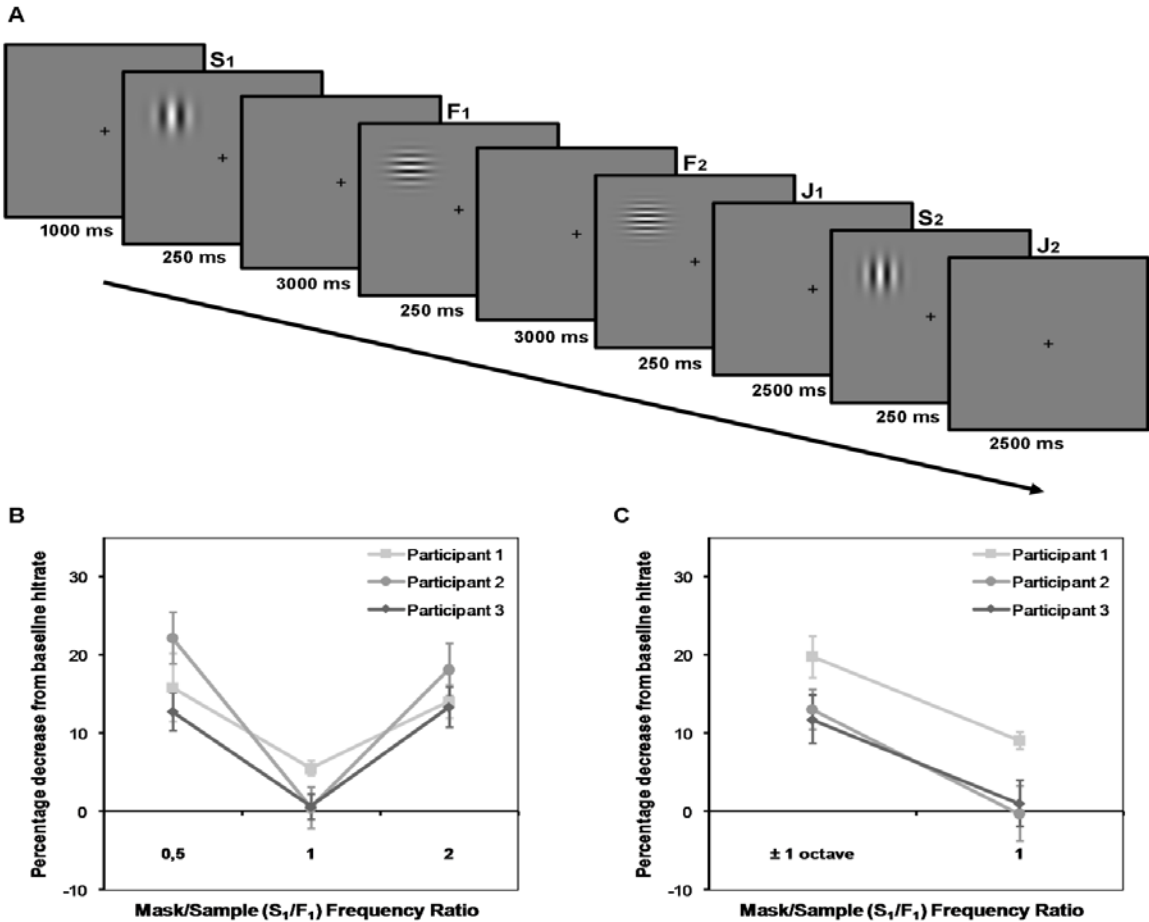 A
S1
F1
F2
J1
S2
J2
1000 ms
250 ms
3000 ms
250 ms
3000 ms
250 ms
2500 ms
250 ms
2500 ms
B
Percentage decrease from baseline hitrate
30
20
10
0
-10
Participant 1
Participant 2
Participant 3
0,5 1 2
Mask/Sample (S1/F1) Frequency Ratio
C
Percentage decrease from baseline hitrate
30
20
10
0
-10
Participant 1
Participant 2
Participant 3
± 1 octave 1
Mask/Sample (S1/F1) Frequency Ratio